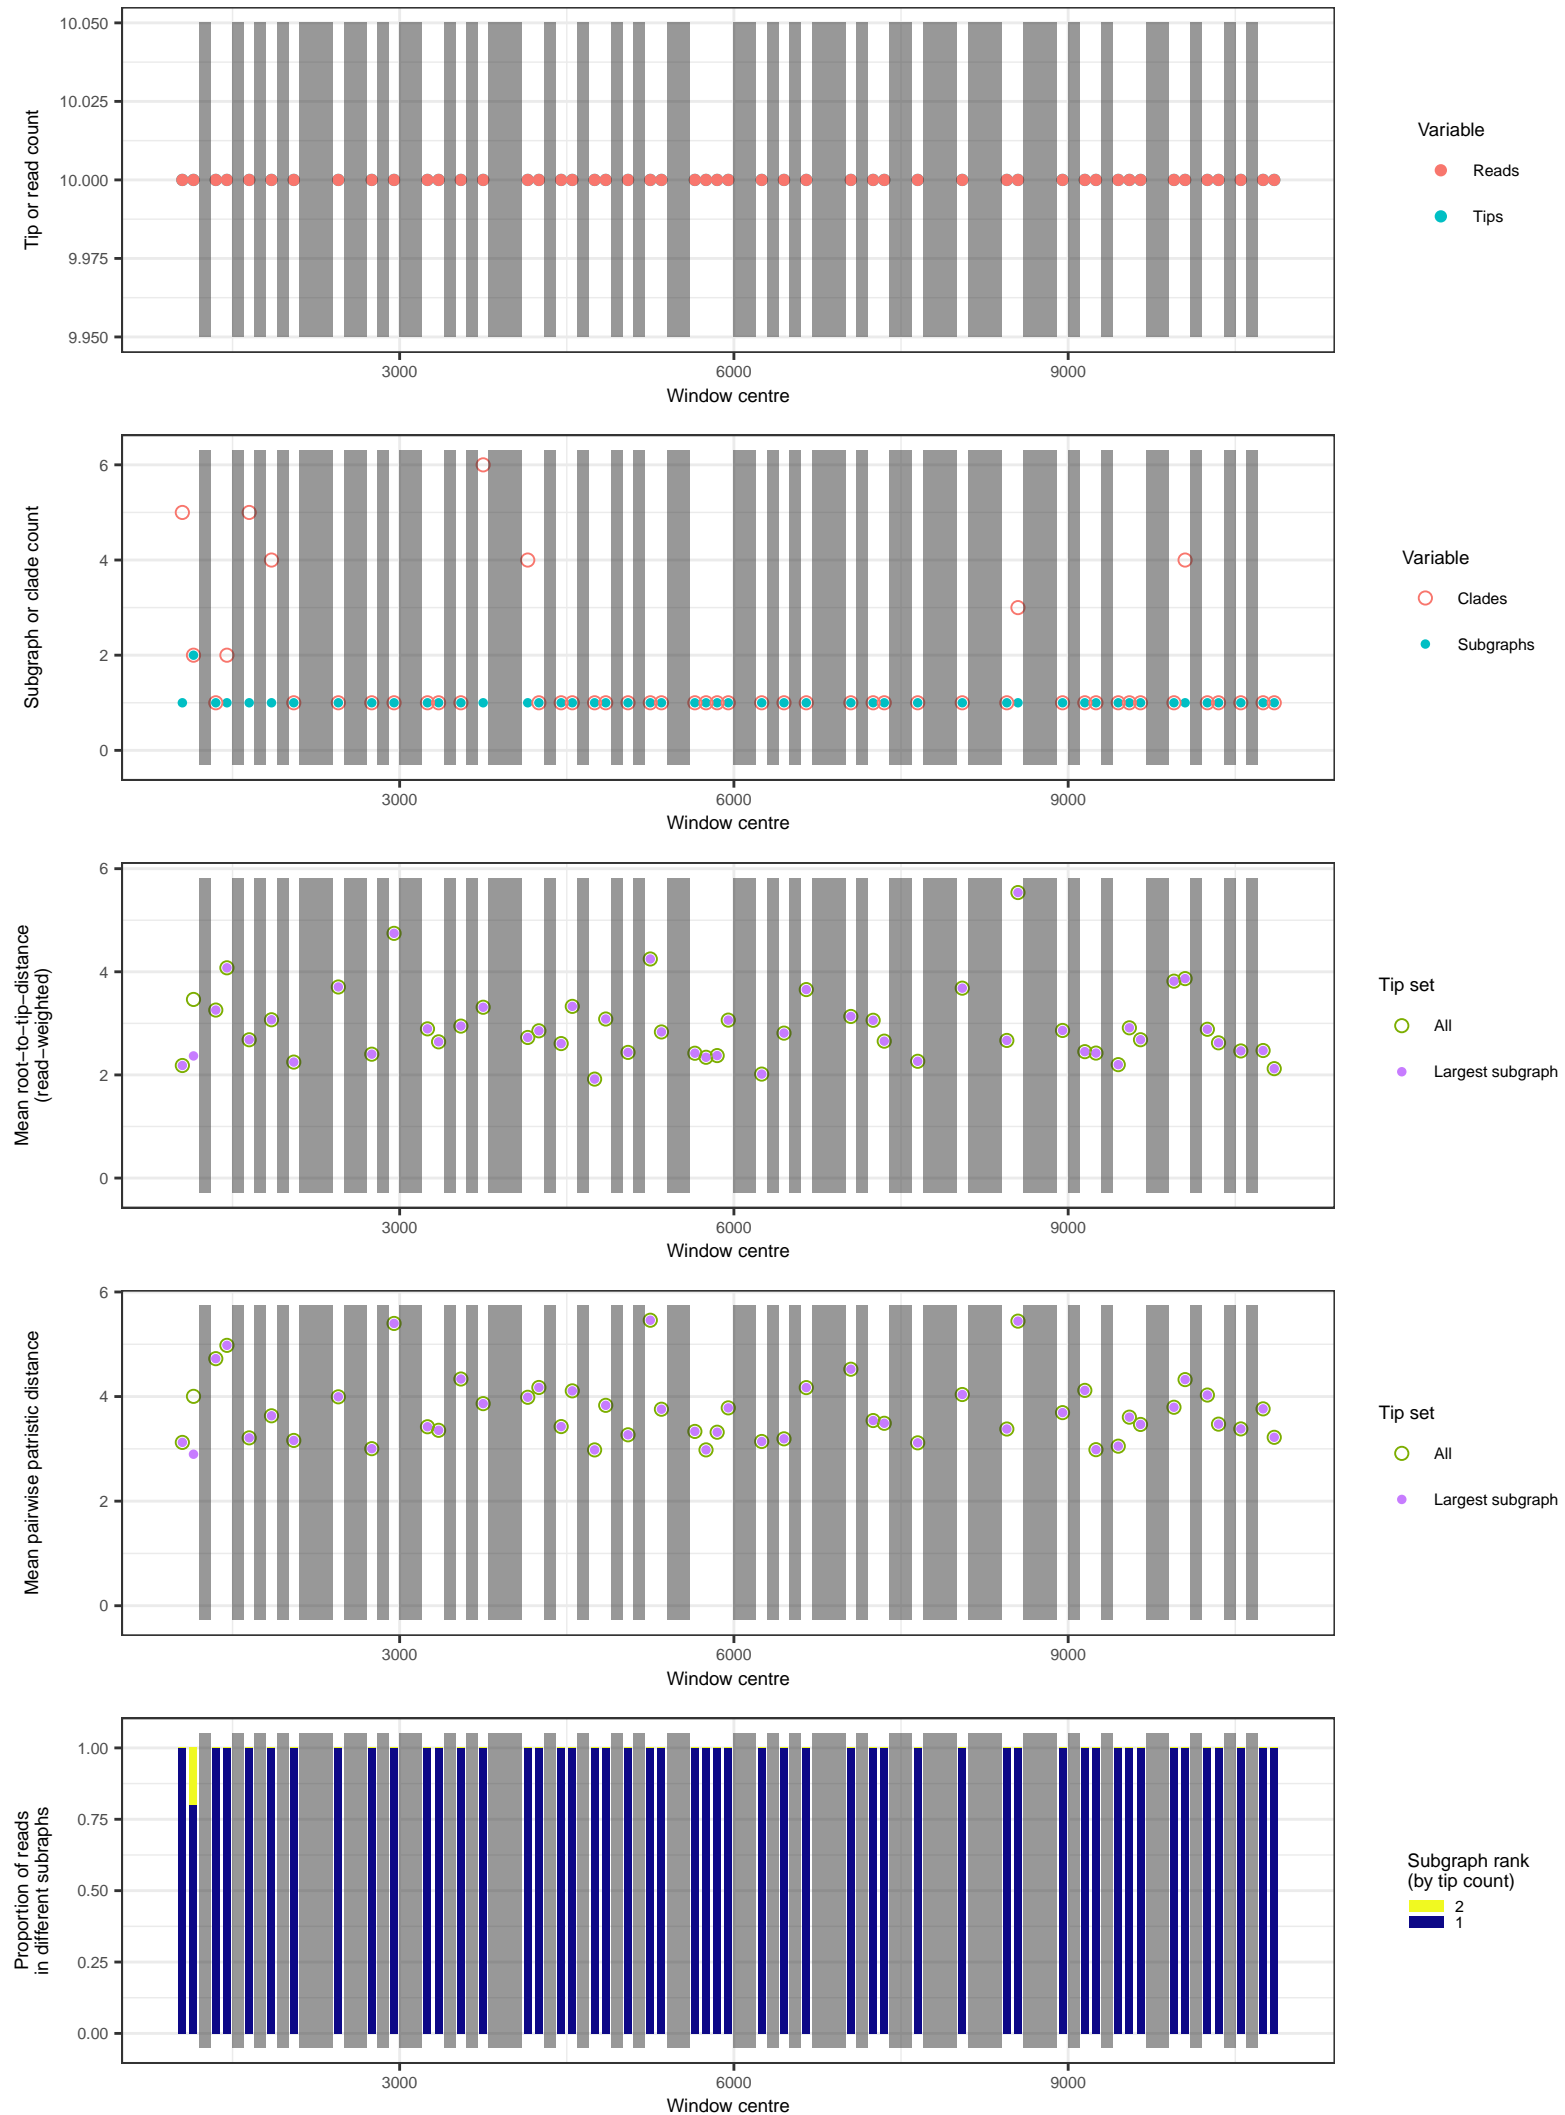 10.050
10.025
10.000
9.975
9.950
Tip or read count
3000
6000
9000
Window centre
Variable
Reads
Tips
6
4
2
0
Subgraph or clade count
3000
6000
9000
Window centre
Variable
Clades
Subgraphs
6
4
2
0
Mean root−to−tip−distance
(read−weighted)
3000
6000
9000
Window centre
Tip set
All
Largest subgraph
6
4
2
0
Mean pairwise patristic distance
3000
6000
9000
Window centre
Tip set
All
Largest subgraph
1.00
0.75
0.50
0.25
0.00
Proportion of reads
in different subraphs
3000
6000
9000
Window centre
Subgraph rank
(by tip count)
2
1